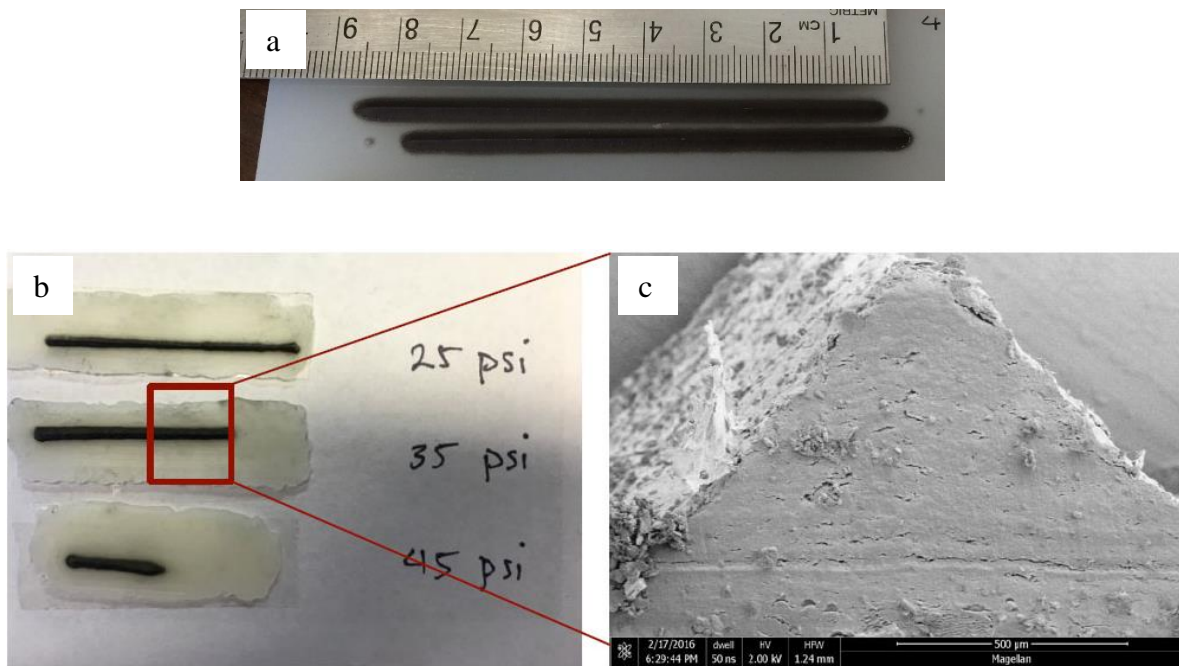 a
9 8 7 6 5 4 3 2 CM 1
METRIC
b
25 psi
35 psi
45 psi
c
2/17/2016 dwell HV HFW 500 μm
6:29:44 PM 50 ns 2.00 kV 1.24 mm Magellan